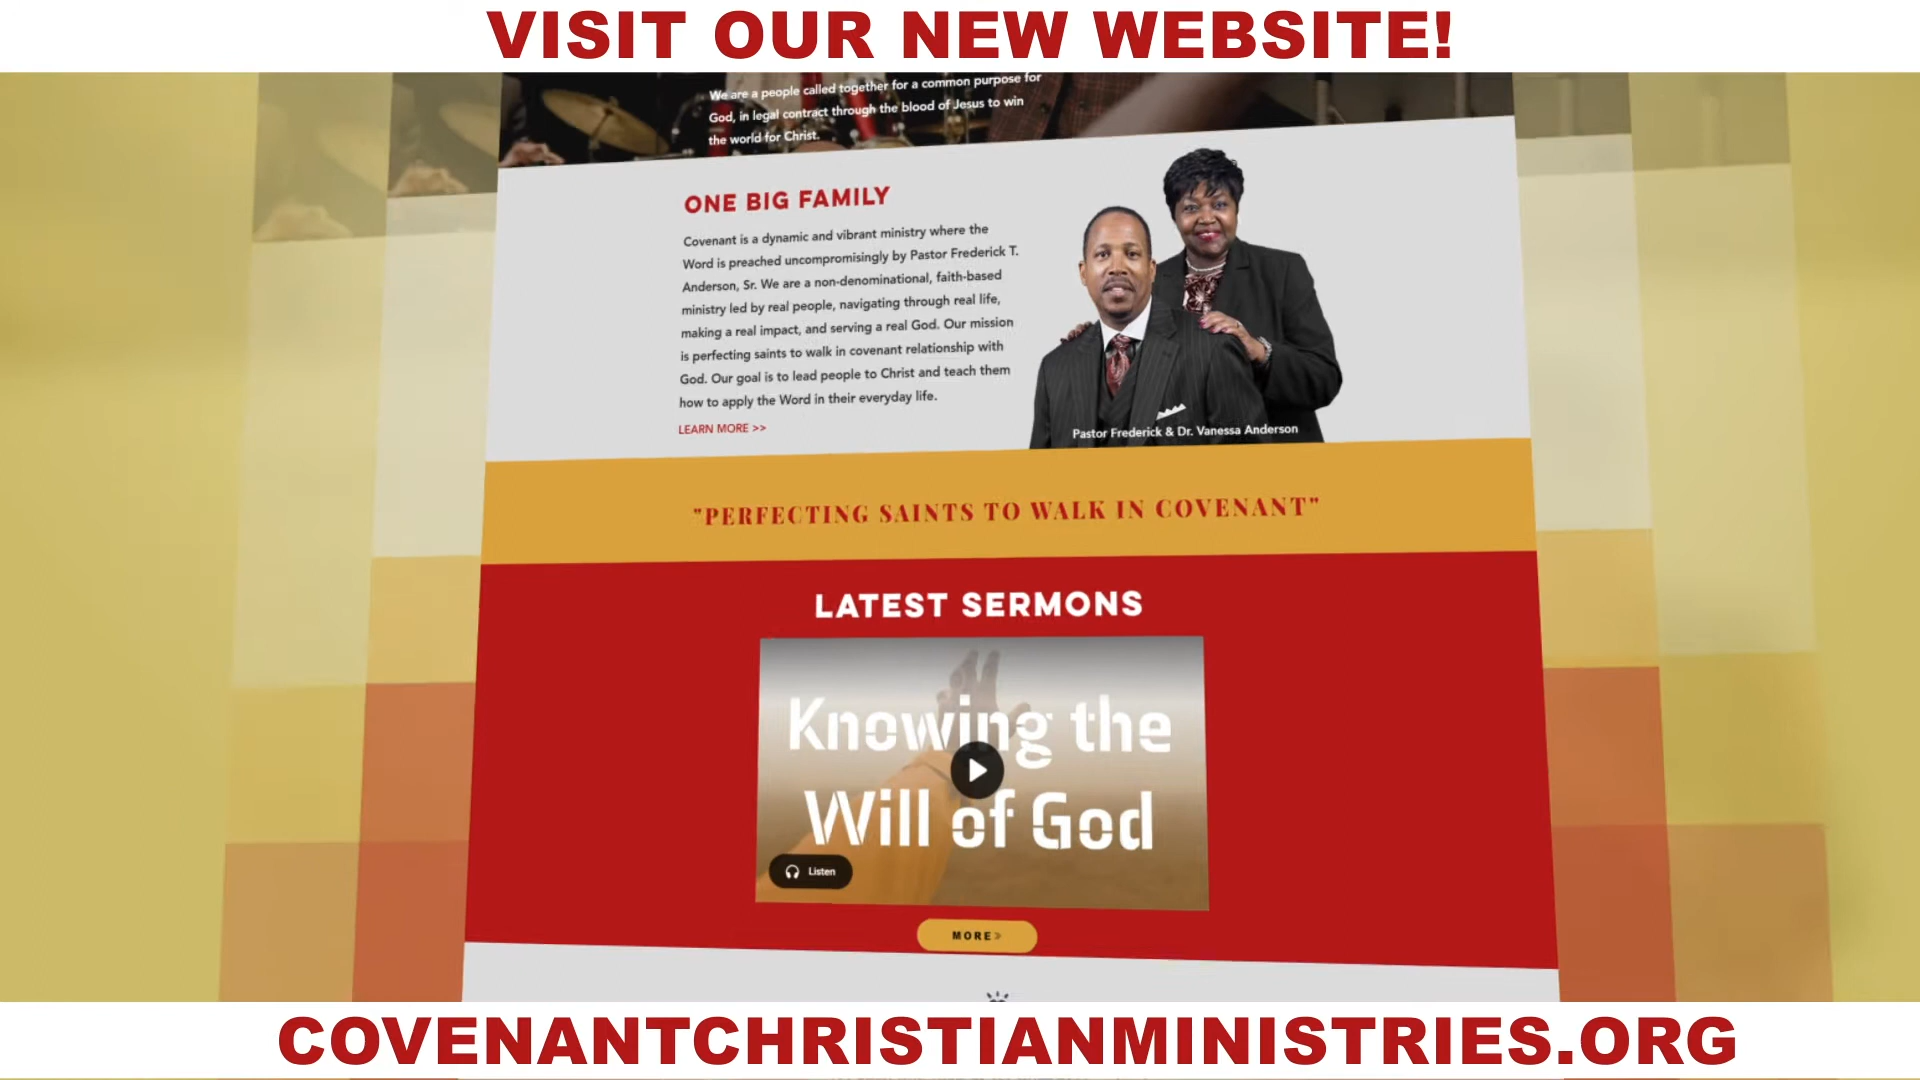 VISIT OUR NEW WEBSITE!
We are a people called together for a common purpose for
God, in legal contract through the blood of Jesus to win
the world for Christ.
ONE BIG FAMILY
Covenant is a dynamic and vibrant ministry where the
Word is preached uncompromisingly by Pastor Frederick T.
Anderson, Sr. We are a non-denominational, faith-based
ministry led by real people, navigating through real life,
making a real impact, and serving a real God. Our mission
is perfecting saints to walk in covenant relationship with
God. Our goal is to lead people to Christ and teach them
how to apply the Word in their everyday life.
LEARN MORE >>
Pastor Frederick & Dr. Vanessa Anderson
"PERFECTING SAINTS TO WALK IN COVENANT"
LATEST SERMONS
Knowing the
Will of God
Listen
MORE»
COVENANTCHRISTIANMINISTRIES.ORG